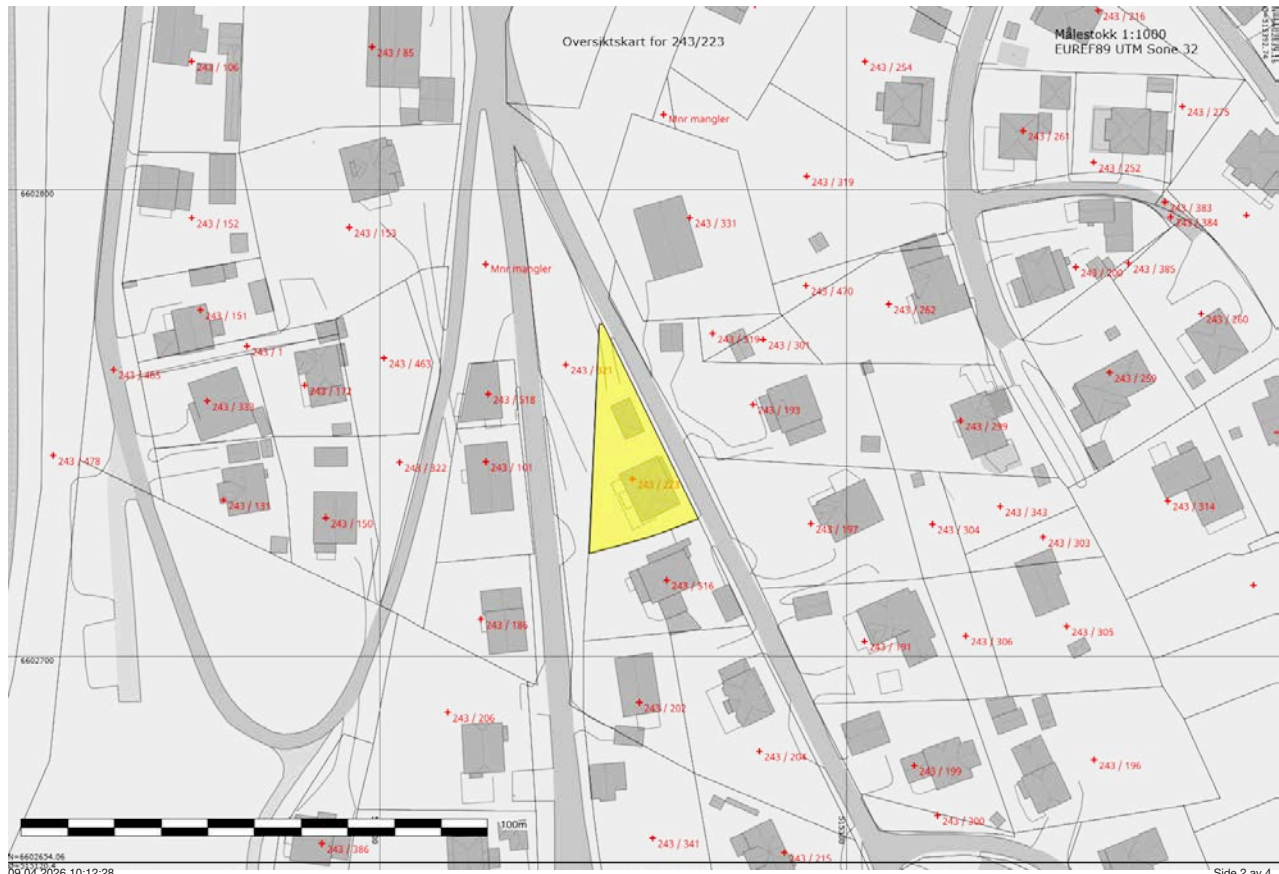 243 / 216
Oversiktskart for 243/223
Målestokk 1:1000
EUREF89 UTM Sone 32
243 / 85
243 / 106
243 / 254
243 / 275
Mnr mangler
243 / 261
243 / 252
243 / 319
6602800
243 / 383
243 / 152
243 / 331
243 / 384
243 / 153
Mnr mangler
243 / 200
243 / 385
243 / 470
243 / 262
243 / 151
243 / 260
243 / 319
243 / 301
243 / 1
243 / 463
243 / 321
243 / 465
243 / 259
243 / 172
243 / 518
243 / 333
243 / 193
243 / 299
243 / 478
243 / 322
243 / 101
243 / 223
243 / 131
243 / 314
243 / 343
243 / 150
243 / 197
243 / 304
243 / 303
243 / 516
243 / 186
243 / 305
243 / 306
243 / 191
6602700
243 / 202
243 / 206
243 / 204
243 / 196
243 / 199
243 / 300
100m
243 / 341
243 / 386
243 / 215
N=6602654.06
09.04.2026 10:12:28
Side 2 av 4